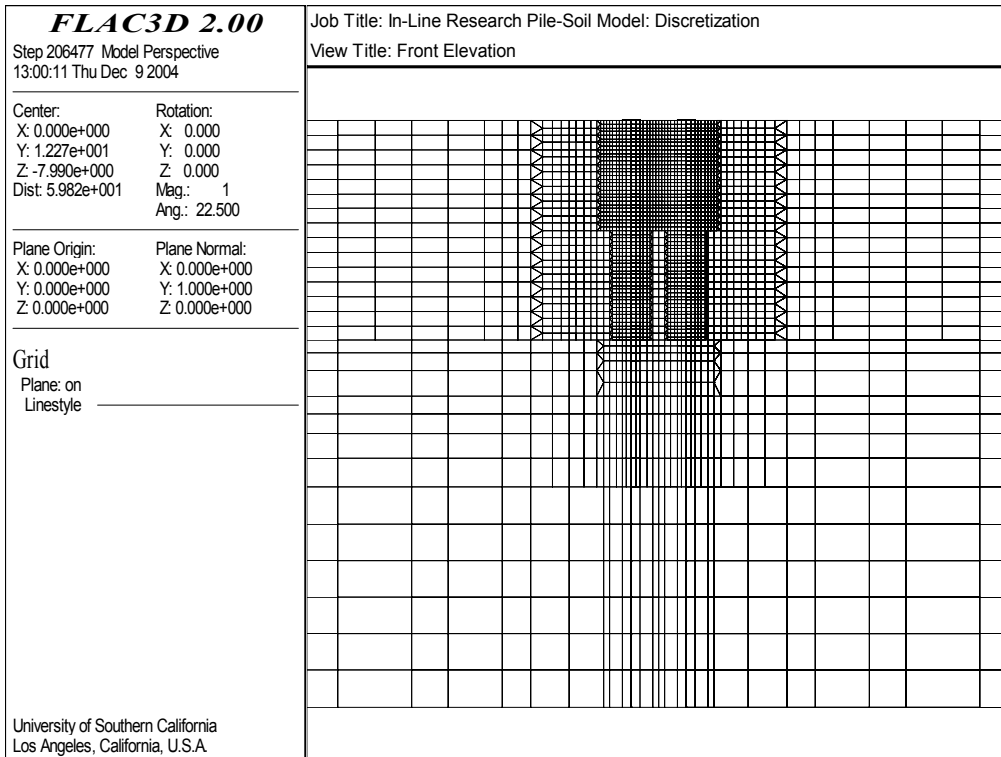 FLAC3D 2.00
Step 206477 Model Perspective
13:00:11 Thu Dec 9 2004
Center:
X: 0.000e+000
Y: 1.227e+001
Z: -7.990e+000
Dist: 5.982e+001
Rotation:
X: 0.000
Y: 0.000
Z: 0.000
Mag.: 1
Ang.: 22.500
Plane Origin:
X: 0.000e+000
Y: 0.000e+000
Z: 0.000e+000
Plane Normal:
X: 0.000e+000
Y: 1.000e+000
Z: 0.000e+000
Grid
Plane: on
Linestyle
University of Southern California
Los Angeles, California, U.S.A.
Job Title: In-Line Research Pile-Soil Model: Discretization
View Title: Front Elevation